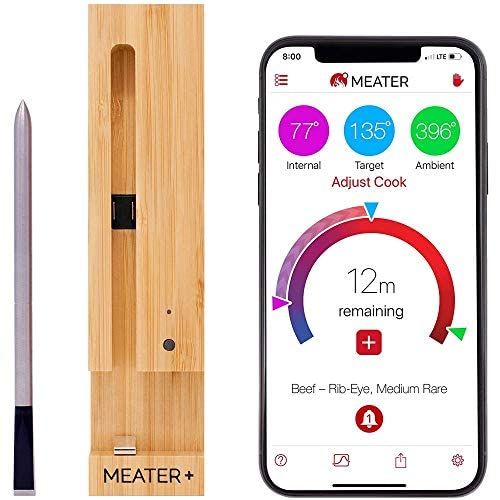 MEATER+
8:00
LTE
MEATER
77° 135° 396°
Internal Target Ambient
Adjust Cook
12m
remaining
+
Beef – Rib-Eye, Medium Rare
1
?